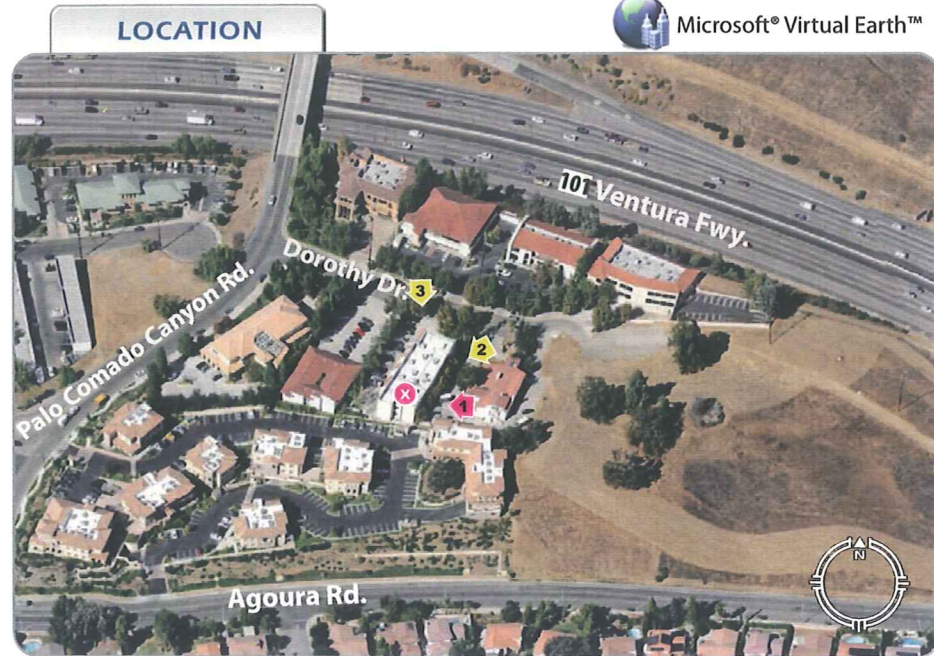 LOCATION
Microsoft® Virtual Earth™
101 Ventura Fwy.
Dorothy Dr.
3
Palo Comado Canyon Rd.
2
X
1
N
Agoura Rd.